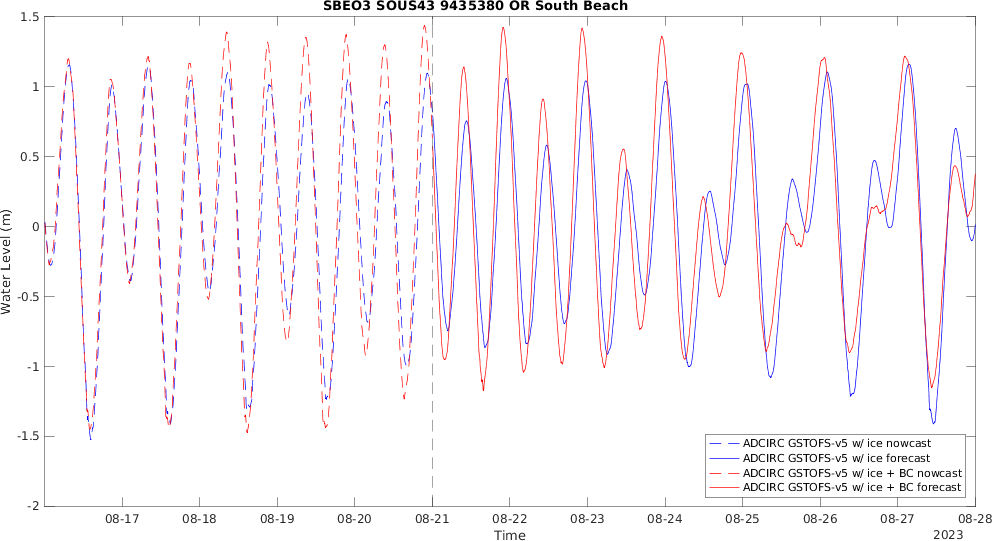 SBEO3 SOUS43 9435380 OR South Beach
1.5
1
0.5
0
-0.5
-1
-1.5
-2
Water Level (m)
ADCIRC GSTOFS-v5 w/ ice nowcast
ADCIRC GSTOFS-v5 w/ ice forecast
ADCIRC GSTOFS-v5 w/ ice + BC nowcast
ADCIRC GSTOFS-v5 w/ ice + BC forecast
08-17 08-18 08-19 08-20 08-21 08-22 08-23 08-24 08-25 08-26 08-27 08-28
Time
2023